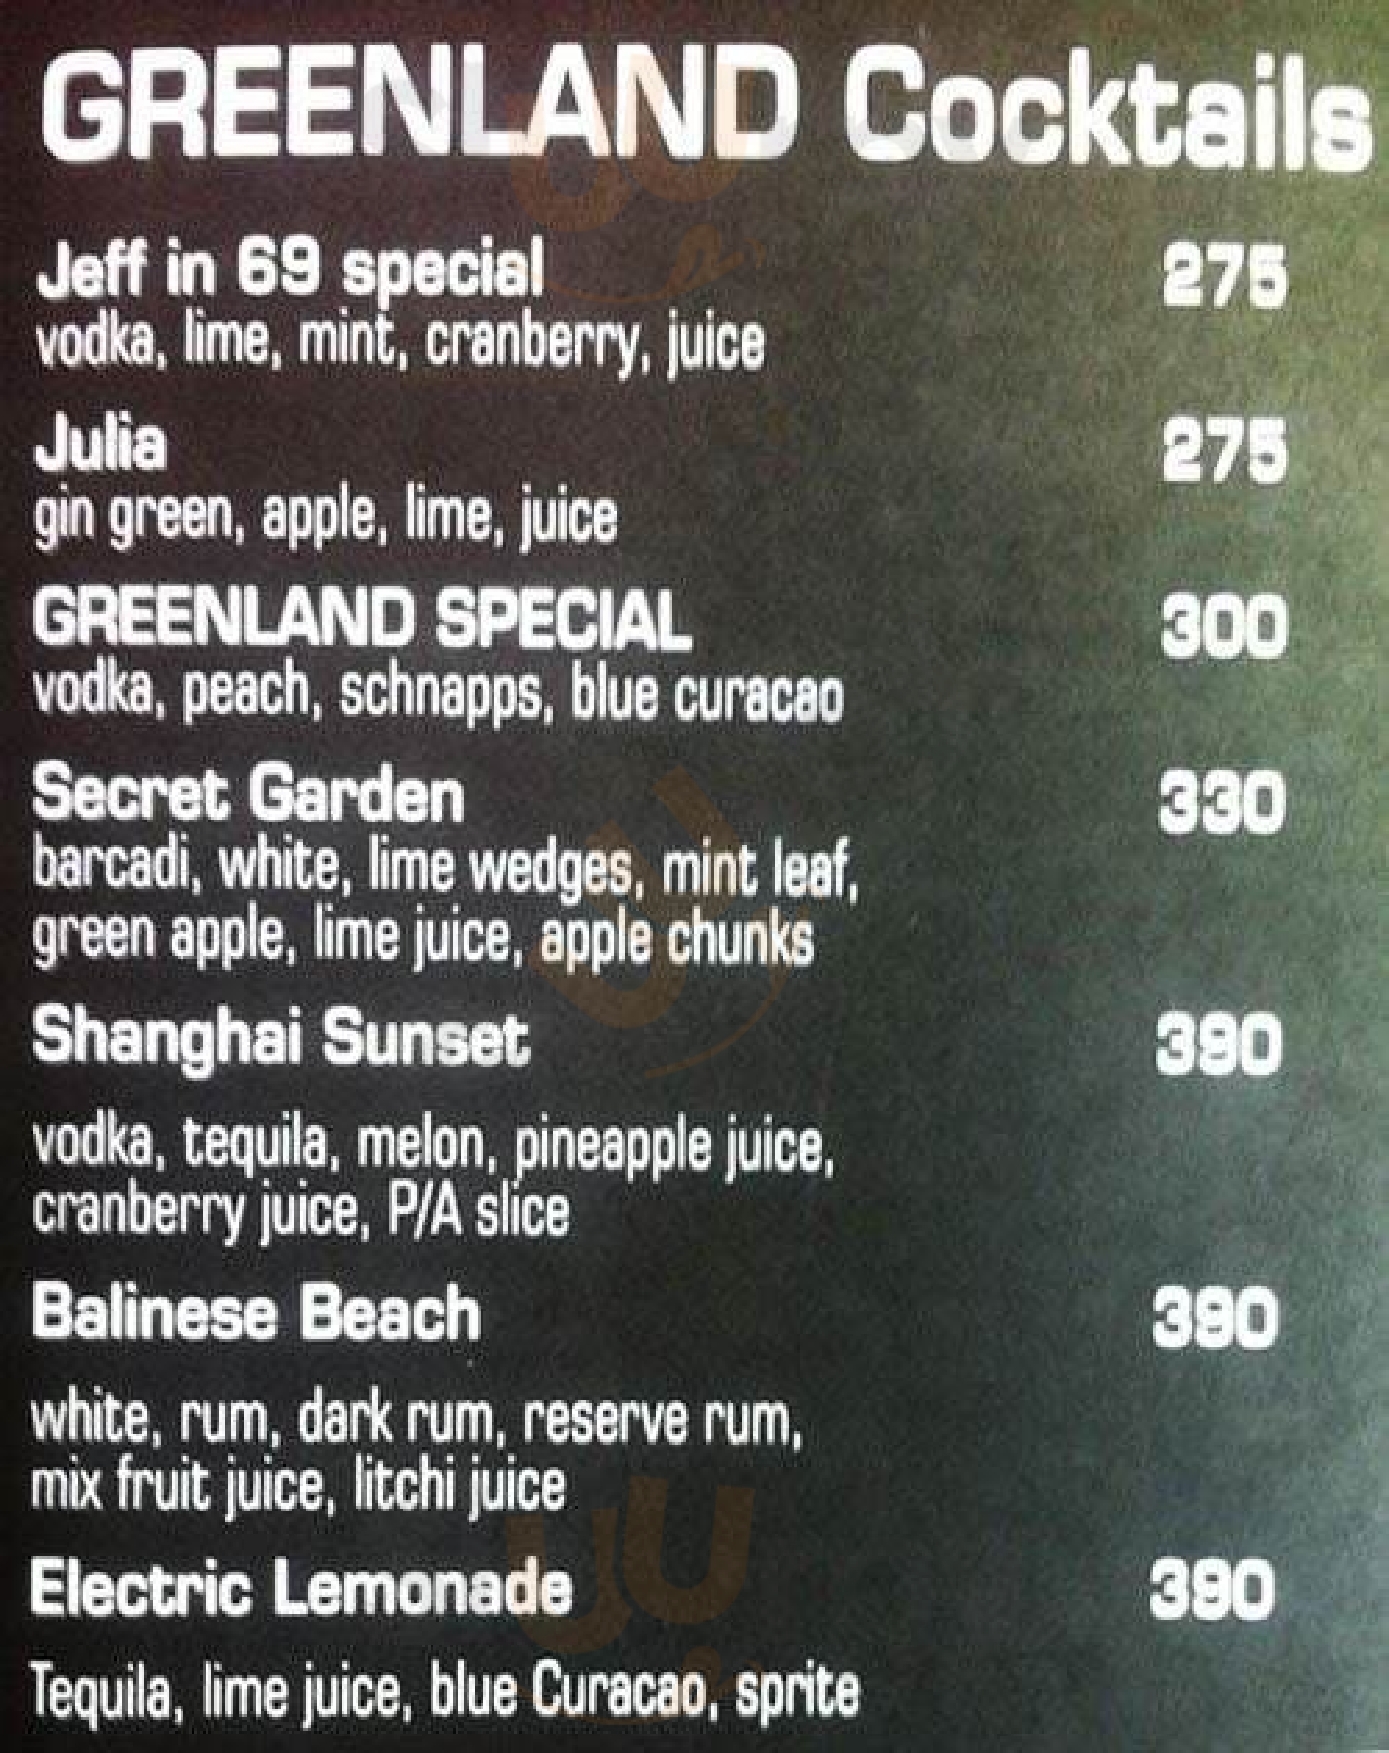 GREENLAND Cocktails
Jeff in 69 special 275
vodka, lime, mint, cranberry, juice
Julia 275
gin green, apple, lime, juice
GREENLAND SPECIAL 300
vodka, peach, schnapps, blue curacao
Secret Garden 330
barcadi, white, lime wedges, mint leaf,
green apple, lime juice, apple chunks
Shanghai Sunset 390
vodka, tequila, melon, pineapple juice,
cranberry juice, P/A slice
Balinese Beach 390
white, rum, dark rum, reserve rum,
mix fruit juice, litchi juice
Electric Lemonade 390
Tequila, lime juice, blue Curacao, sprite